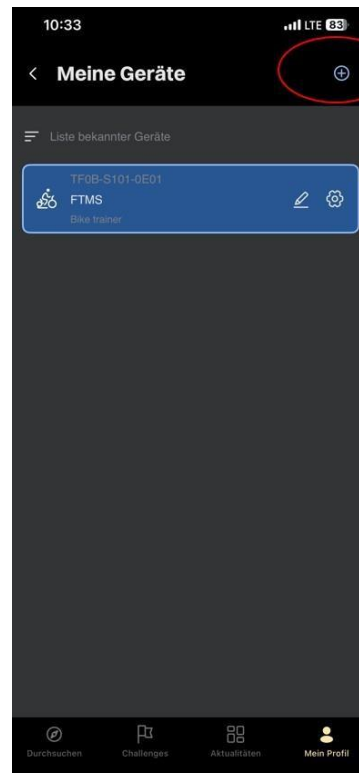 10:33
LTE 83
Meine Geräte
Liste bekannter Geräte
TF0B-S101-0E01
FTMS
Bike trainer
Durchsuchen Challenges Aktualitäten Mein Profil